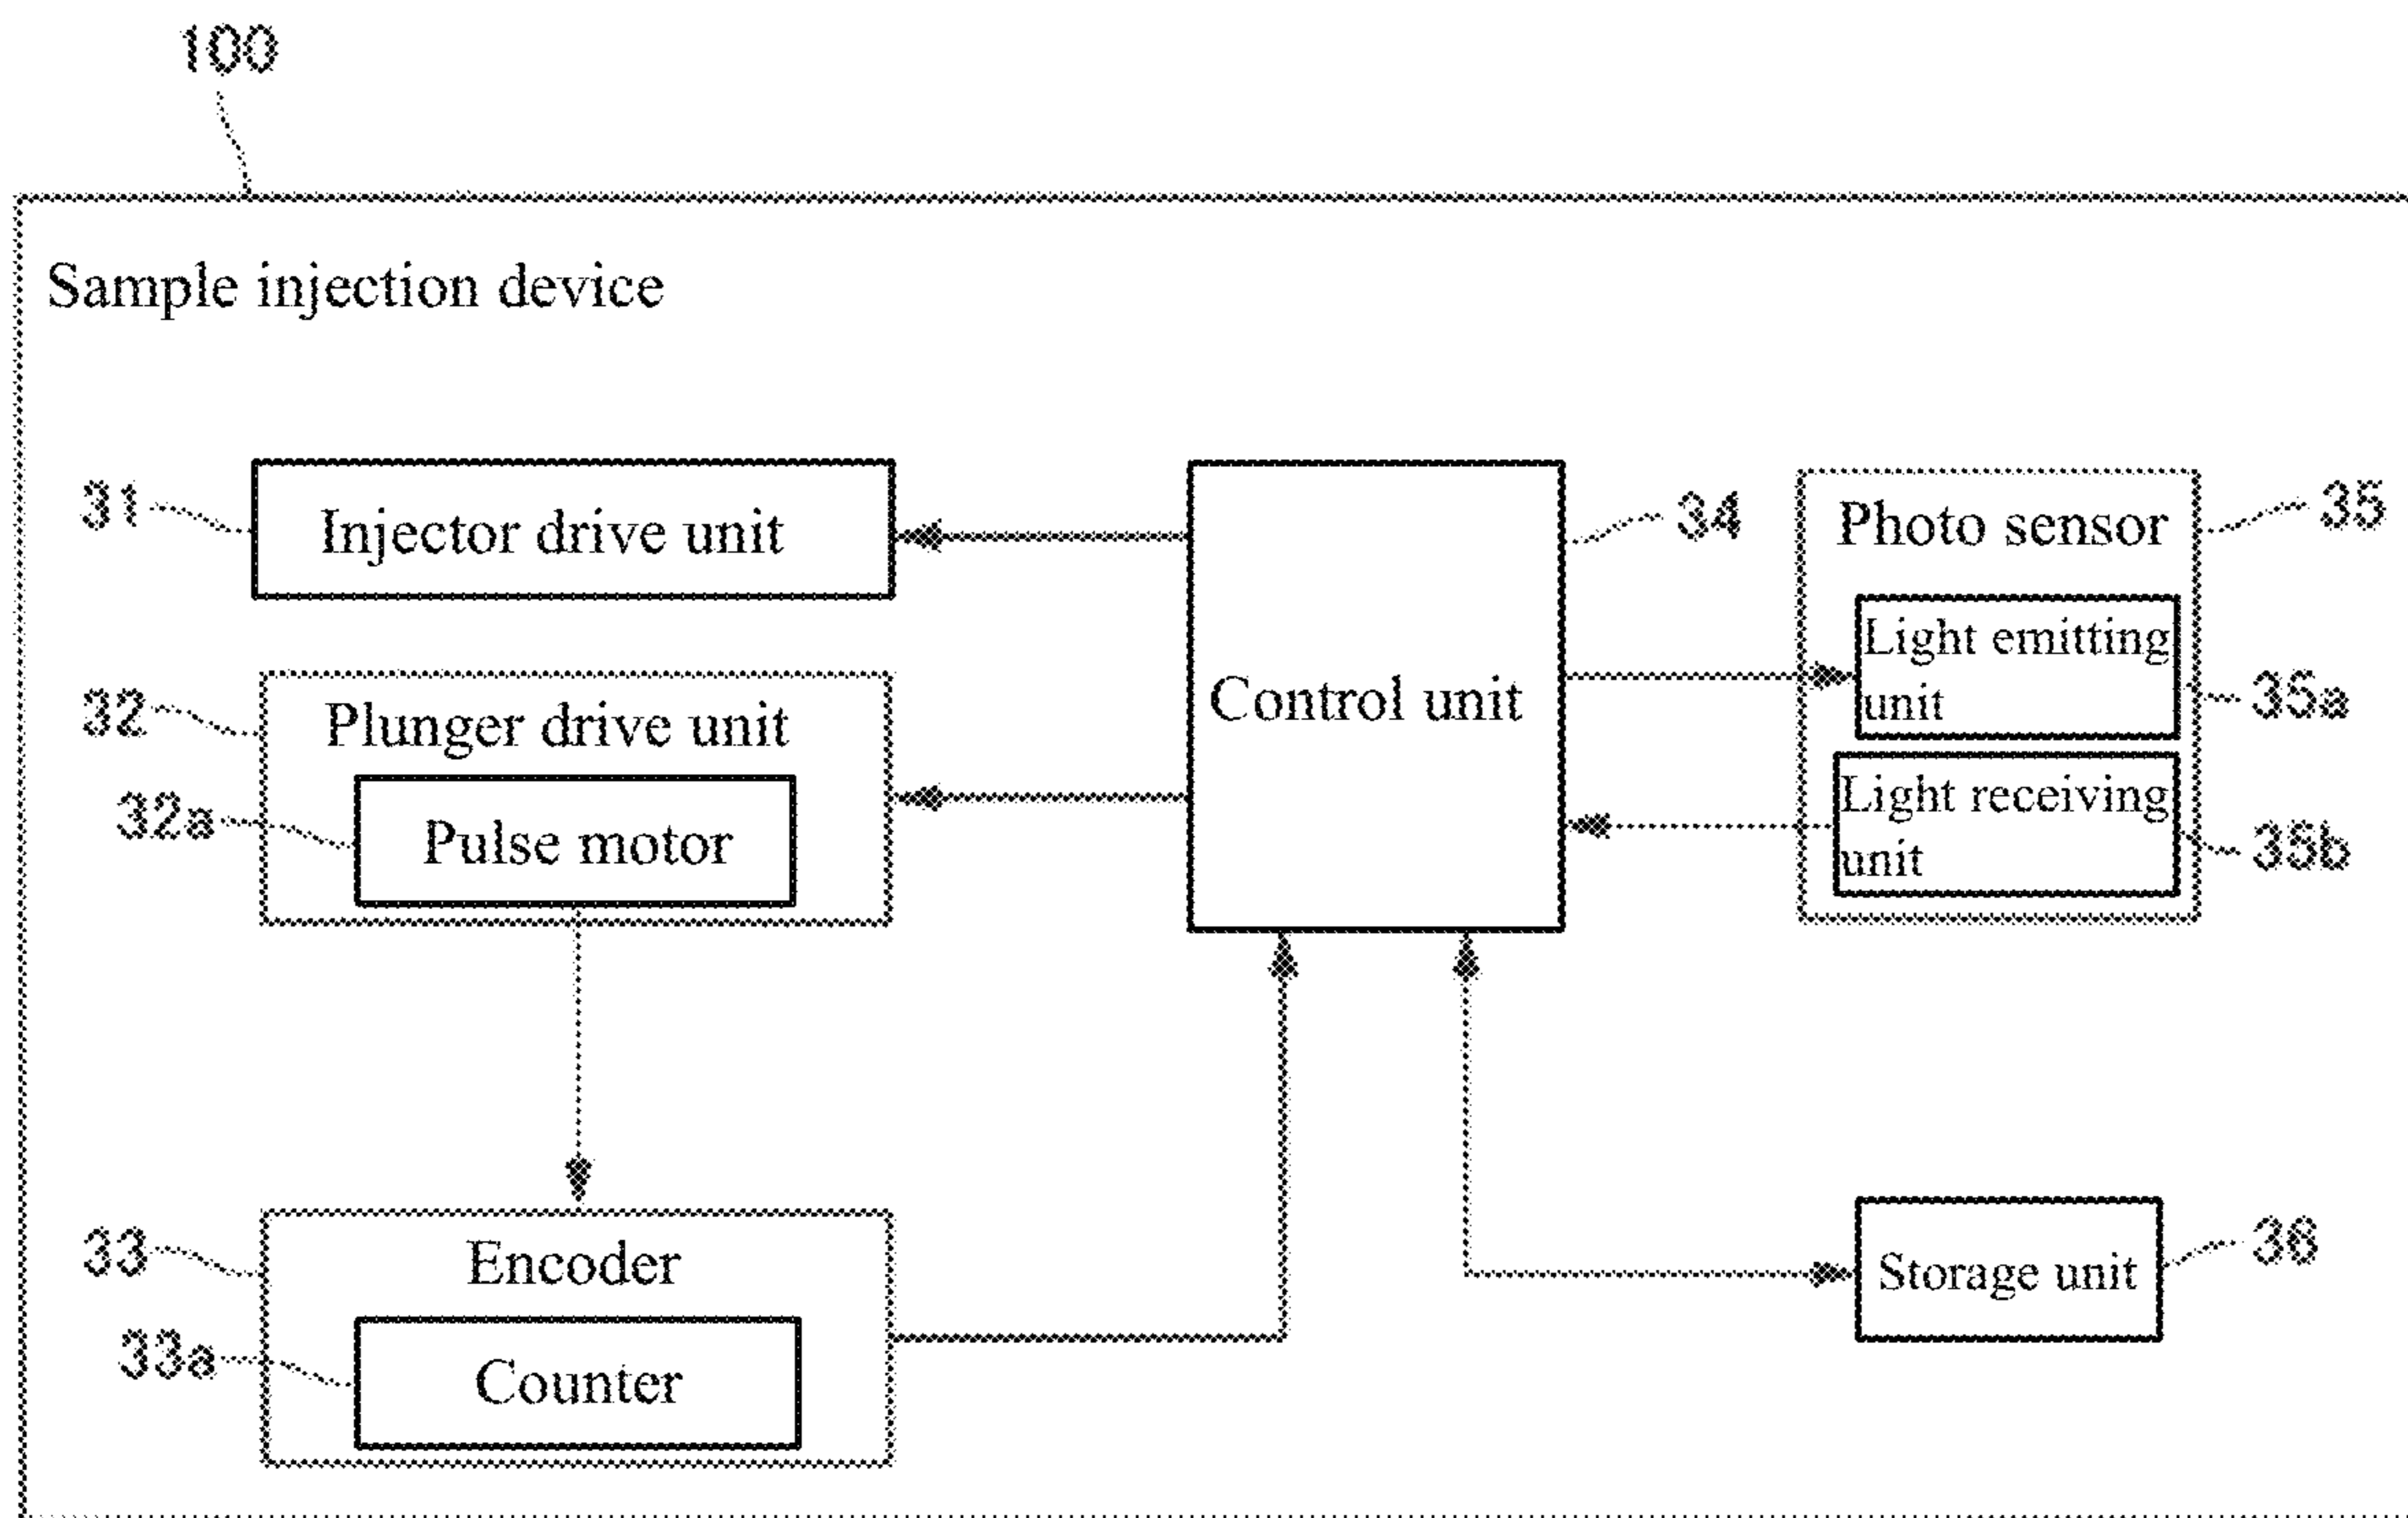 100
Sample injection device
31
Injector drive unit
32
Plunger drive unit
32a
Pulse motor
33
Encoder
33a
Counter
Control unit
34
Photo sensor
35
Light emitting
unit
35a
Light receiving
unit
35b
Storage unit
36